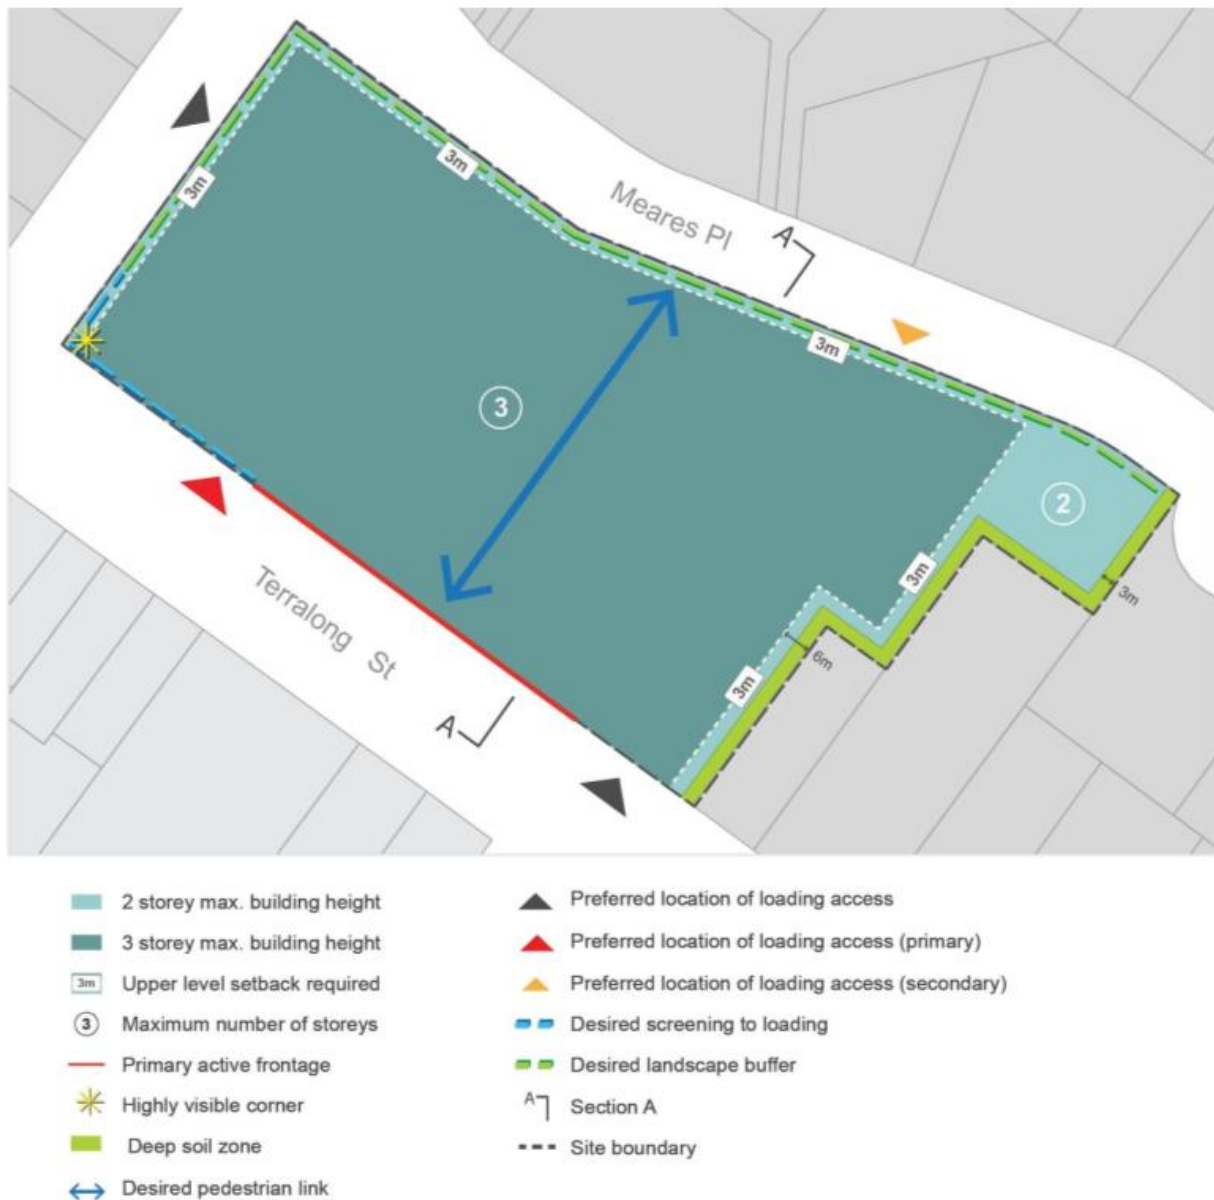 3m
3m
Meares Pl
A
3m
3
2
3m
3m
6m
3m
Terralong St
A
2 storey max. building height
3 storey max. building height
3m Upper level setback required
3 Maximum number of storeys
Primary active frontage
Highly visible corner
Deep soil zone
Desired pedestrian link
Preferred location of loading access
Preferred location of loading access (primary)
Preferred location of loading access (secondary)
Desired screening to loading
Desired landscape buffer
A Section A
Site boundary